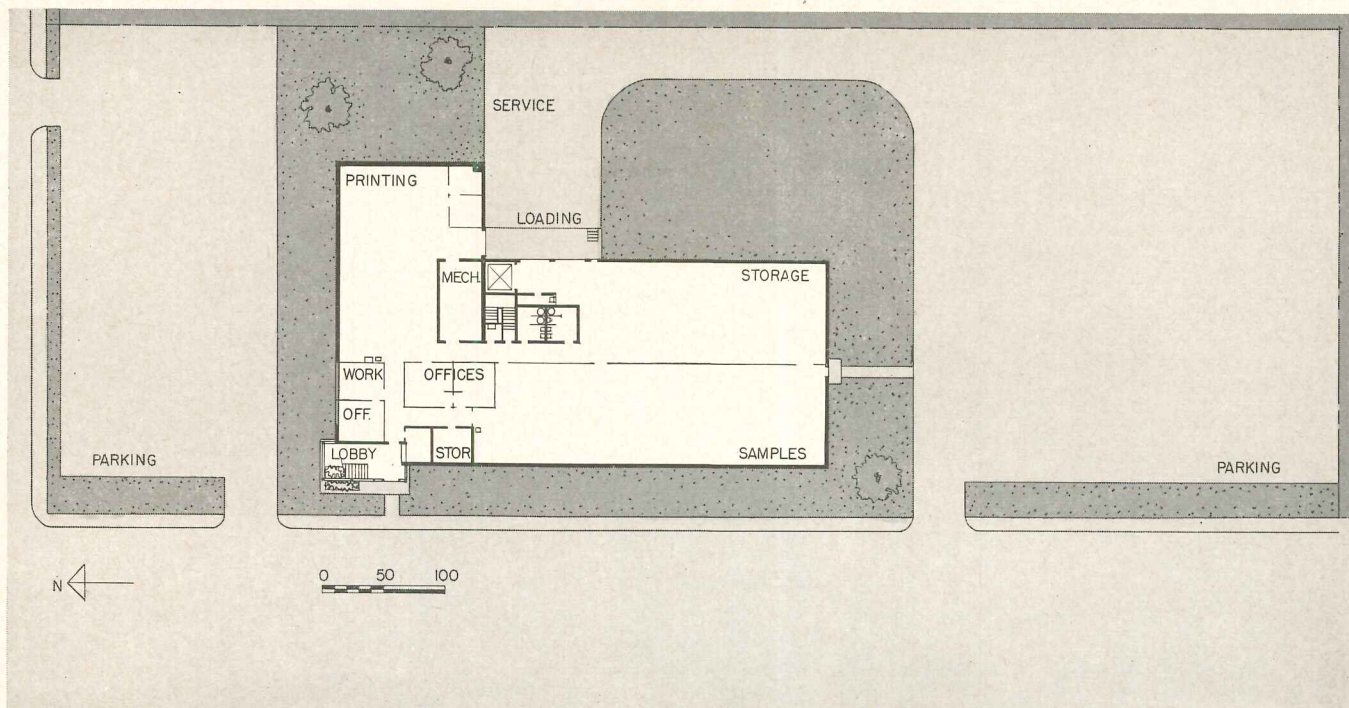 SERVICE
PRINTING
LOADING
MECH.
STORAGE
WORK
OFFICES
OFF.
LOBBY
STOR
SAMPLES
PARKING
PARKING
N
0 50 100